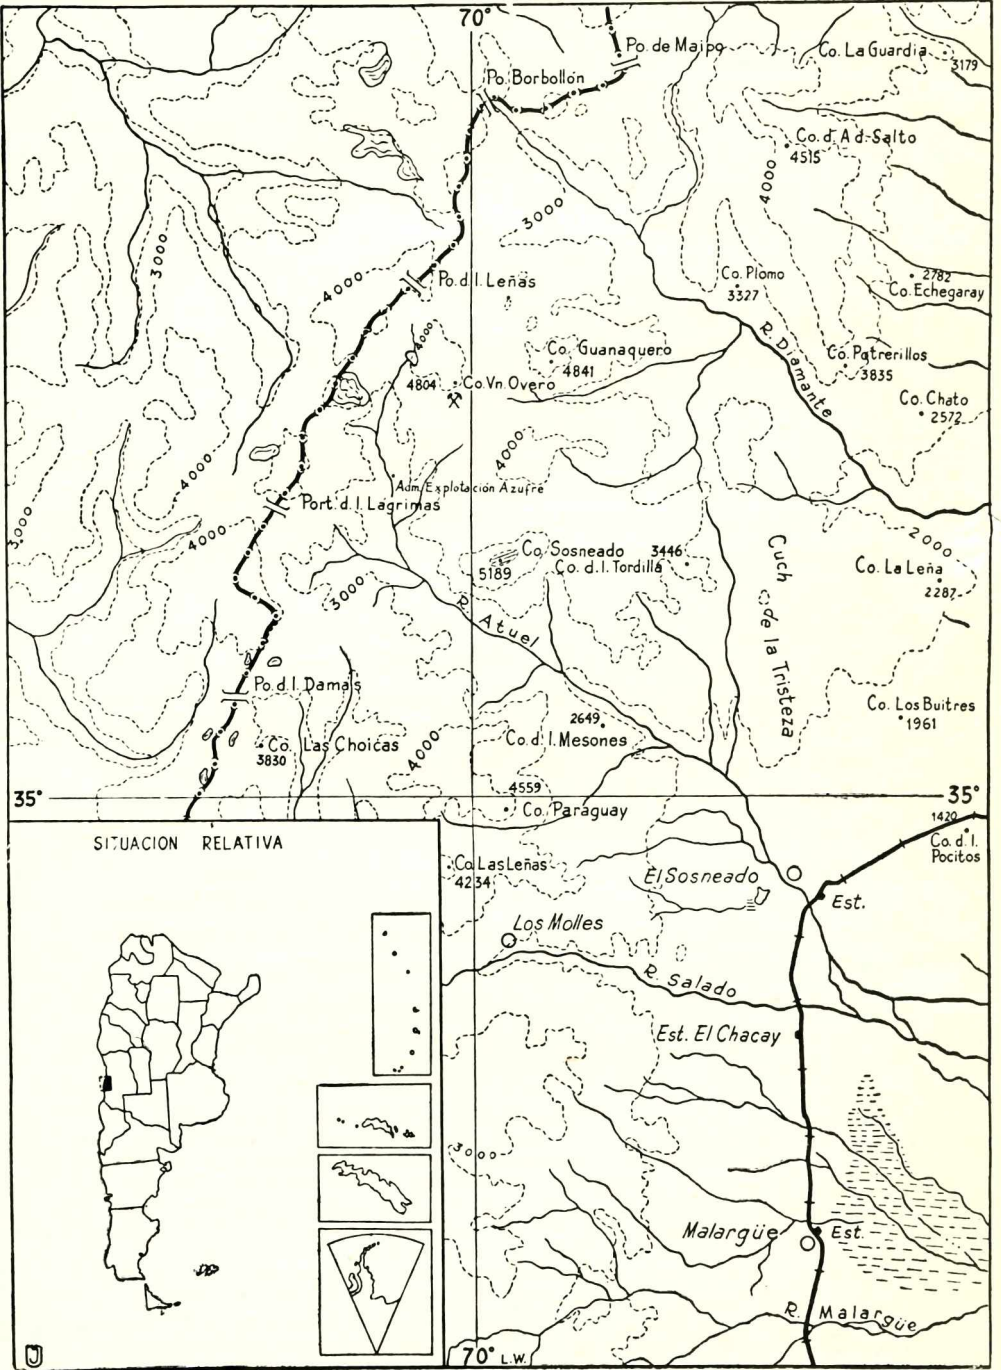 70°
Po. de Maipo
Co. La Guardia
3179
Po. Borbollón
Co. d. A d. Salto
4515
4000
3000
3000
Co. Plomo
3327
2782
Co. Echegaray
4000
Po. d. l. Leñas
R. Diamante
4000
Co. Guanaquero
4841
Co. Potrerillos
3835
4804
Co. Vn. Overo
Co. Chato
2572
4000
4000
Adm. Explotación Azufre
Port. d. l. Lagrimas
3000
4000
2000
Co. Sosneado
5189
3446
Co. d. l. Tordilla
Co. La Leña
2287
3000
R. Atuel
Cuch de la Tristeza
Po. d. l. Damas
Co. Los Buitres
1961
2649
Co. d. l. Mesones
4000
Co. Las Choicas
3830
35°
35°
4559
Co. Paraguay
1420
Co. d. l.
Pocitos
SITUACION RELATIVA
Co. Las Leñas
4234
El Sosneado
Est.
Los Molles
R. Salado
Est. El Chacay
3000
Malargüe
Est.
R. Malargüe
70° L.W.